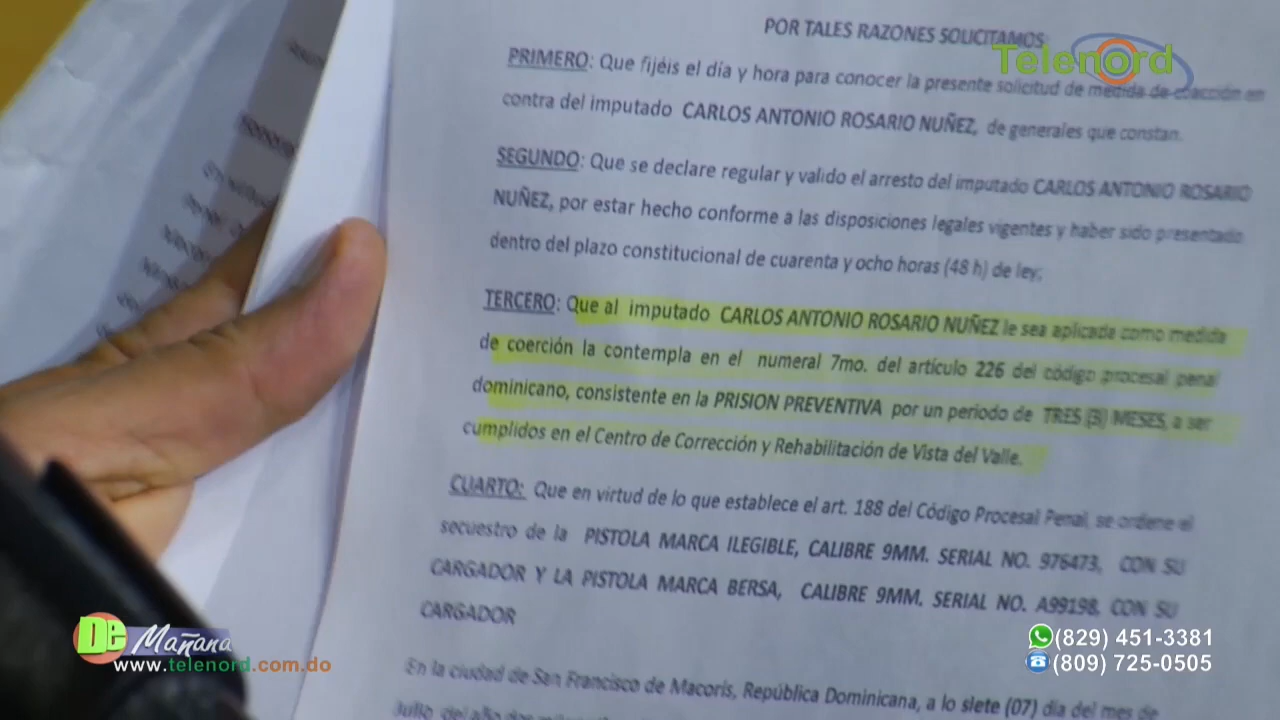 POR TALES RAZONES SOLICITAMOS:
Telenord
PRIMERO: Que fijéis el día y hora para conocer la presente solicitud de medida de coacción en
contra del imputado CARLOS ANTONIO ROSARIO NUÑEZ, de generales que constan.
SEGUNDO: Que se declare regular y valido el arresto del imputado CARLOS ANTONIO ROSARIO
NUÑEZ, por estar hecho conforme a las disposiciones legales vigentes y haber sido presentado
dentro del plazo constitucional de cuarenta y ocho horas (48 h) de ley;
TERCERO: Que al imputado CARLOS ANTONIO ROSARIO NUÑEZ le sea aplicada como medida
de coerción la contempla en el numeral 7mo. del artículo 226 del código procesal penal
dominicano, consistente en la PRISION PREVENTIVA por un periodo de TRES (3) MESES, a ser
cumplidos en el Centro de Corrección y Rehabilitación de Vista del Valle.
CUARTO: Que en virtud de lo que establece el art. 188 del Código Procesal Penal, se ordene el
secuestro de la PISTOLA MARCA ILEGIBLE, CALIBRE 9MM. SERIAL NO. 976473, CON SU
CARGADOR Y LA PISTOLA MARCA BERSA, CALIBRE 9MM. SERIAL NO. A99198, CON SU
CARGADOR
En la ciudad de San Francisco de Macorís, República Dominicana, a lo siete (07) día del mes de
Julio del año dos
De Mañana
www.telenord.com.do
(829) 451-3381
(809) 725-0505